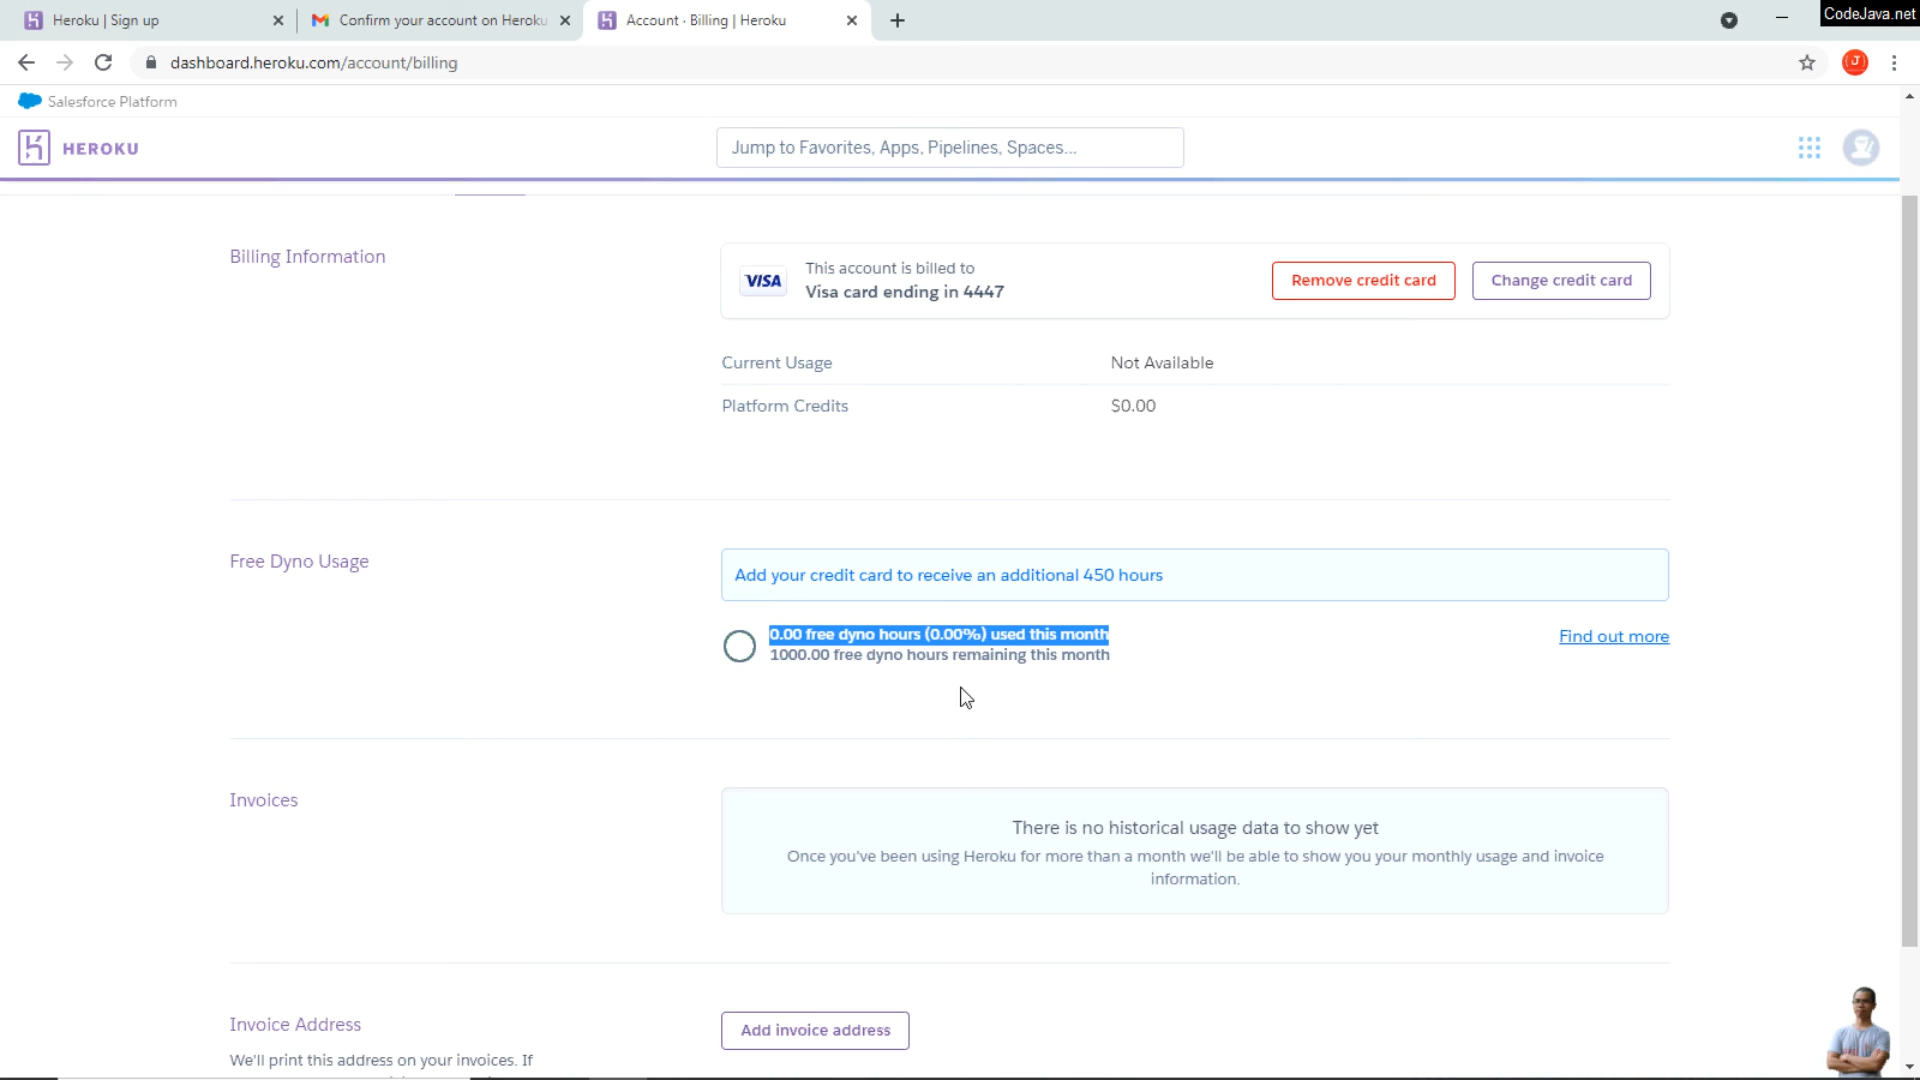 Heroku | Sign up
Confirm your account on Heroku
Account · Billing | Heroku
CodeJava.net
dashboard.heroku.com/account/billing
Salesforce Platform
HEROKU
Jump to Favorites, Apps, Pipelines, Spaces...
Billing Information
VISA
This account is billed to
Visa card ending in 4447
Remove credit card
Change credit card
Current Usage
Not Available
Platform Credits
$0.00
Free Dyno Usage
Add your credit card to receive an additional 450 hours
0.00 free dyno hours (0.00%) used this month
1000.00 free dyno hours remaining this month
Find out more
Invoices
There is no historical usage data to show yet
Once you've been using Heroku for more than a month we'll be able to show you your monthly usage and invoice
information.
Invoice Address
Add invoice address
We'll print this address on your invoices. If